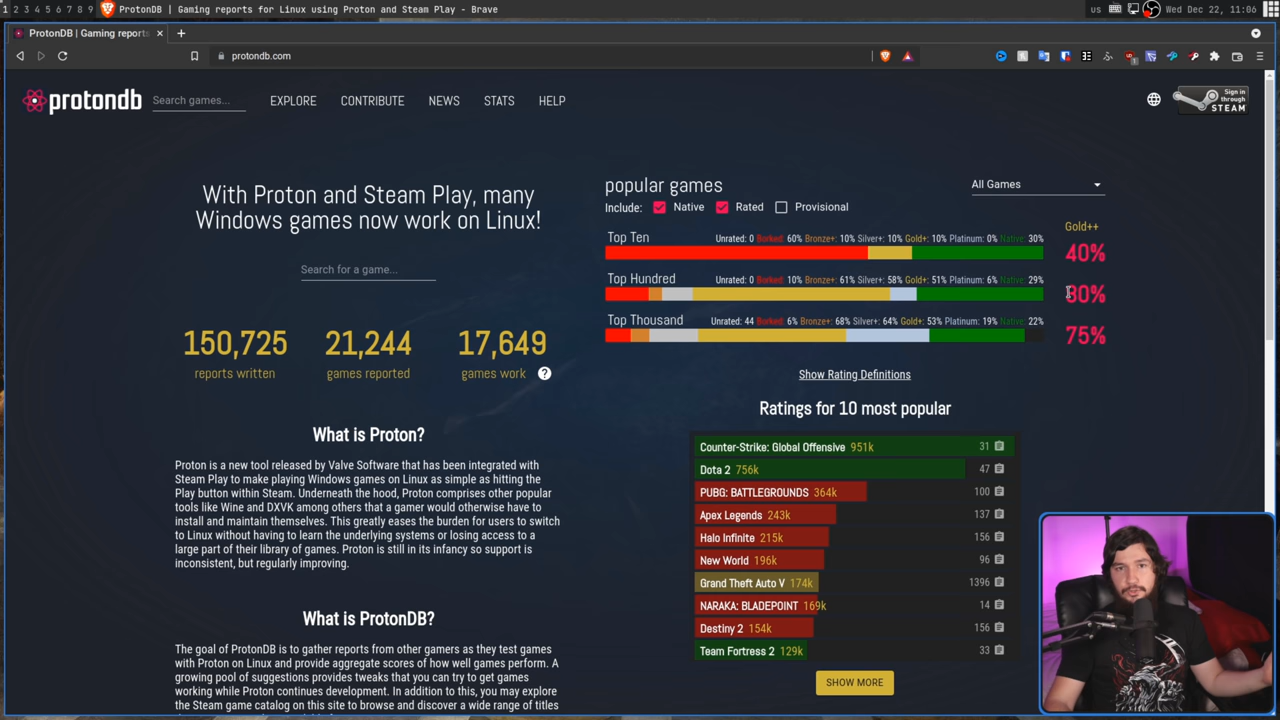 1 2 3 4 5 6 7 8 9 ProtonDB | Gaming reports for Linux using Proton and Steam Play - Brave
us Wed Dec 22, 11:06
ProtonDB | Gaming reports
protondb.com
protondb
Search games...
EXPLORE
CONTRIBUTE
NEWS
STATS
HELP
Sign in
through
STEAM
With Proton and Steam Play, many
Windows games now work on Linux!
Search for a game...
150,725
reports written
21,244
games reported
17,649
games work
What is Proton?
Proton is a new tool released by Valve Software that has been integrated with
Steam Play to make playing Windows games on Linux as simple as hitting the
Play button within Steam. Underneath the hood, Proton comprises other popular
tools like Wine and DXVK among others that a gamer would otherwise have to
install and maintain themselves. This greatly eases the burden for users to switch
to Linux without having to learn the underlying systems or losing access to a
large part of their library of games. Proton is still in its infancy so support is
inconsistent, but regularly improving.
What is ProtonDB?
The goal of ProtonDB is to gather reports from other gamers as they test games
with Proton on Linux and provide aggregate scores of how well games perform. A
growing pool of suggestions provides tweaks that you can try to get games
working while Proton continues development. In addition to this, you may explore
the Steam game catalog on this site to browse and discover a wide range of titles
popular games
All Games
Include: Native Rated Provisional
Gold++
Top Ten Unrated: 0 Borked: 60% Bronze+: 10% Silver+: 10% Gold+: 10% Platinum: 0% Native: 30%
40%
Top Hundred Unrated: 0 Borked: 10% Bronze+: 61% Silver+: 58% Gold+: 51% Platinum: 6% Native: 29%
80%
Top Thousand Unrated: 44 Borked: 6% Bronze+: 68% Silver+: 64% Gold+: 53% Platinum: 19% Native: 22%
75%
Show Rating Definitions
Ratings for 10 most popular
Counter-Strike: Global Offensive 951k 31
Dota 2 756k 47
PUBG: BATTLEGROUNDS 364k 100
Apex Legends 243k 137
Halo Infinite 215k 156
New World 196k 96
Grand Theft Auto V 174k 1396
NARAKA: BLADEPOINT 169k 14
Destiny 2 154k 156
Team Fortress 2 129k 33
SHOW MORE